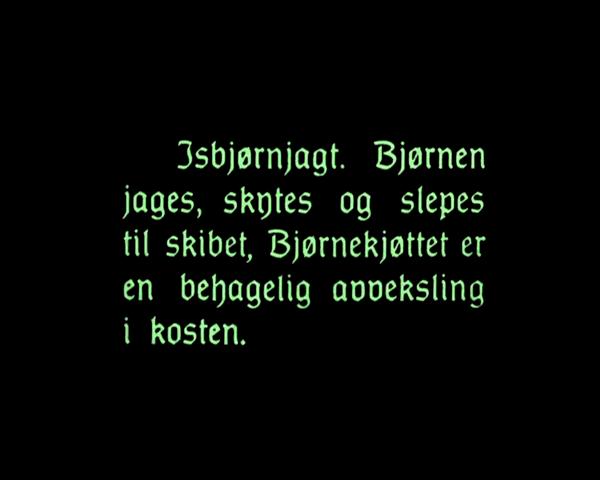 Isbjørnjagt. Bjørnen
jages, skytes og slepes
til skibet, Bjørnekjøttet er
en behagelig avveksling
i kosten.